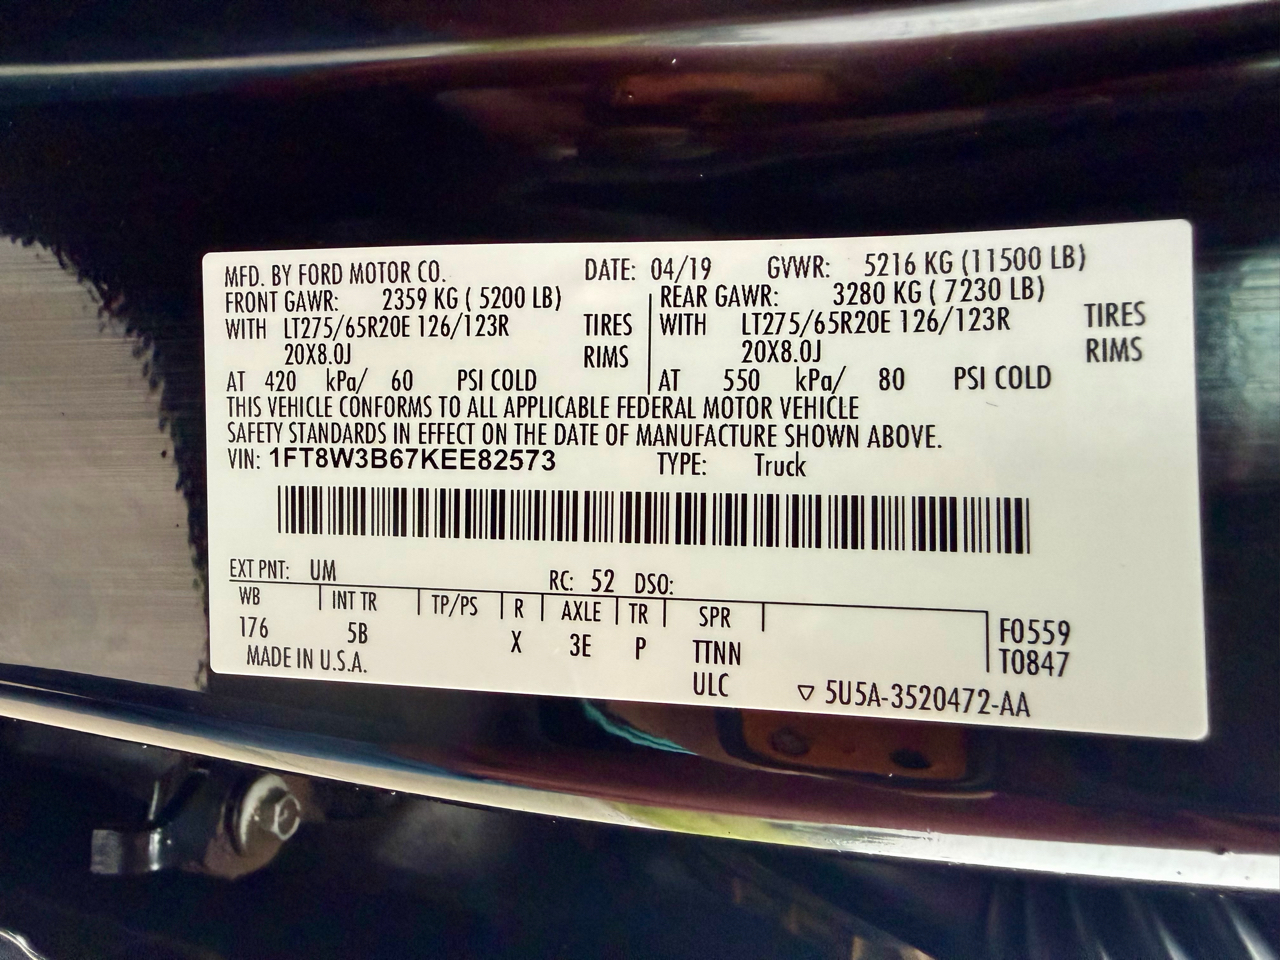 MFD. BY FORD MOTOR CO. DATE: 04/19 GVWR: 5216 KG (11500 LB)
FRONT GAWR: 2359 KG ( 5200 LB) REAR GAWR: 3280 KG ( 7230 LB)
WITH LT275/65R20E 126/123R TIRES WITH LT275/65R20E 126/123R TIRES
20X8.0J RIMS 20X8.0J RIMS
AT 420 kPa/ 60 PSI COLD AT 550 kPa/ 80 PSI COLD
THIS VEHICLE CONFORMS TO ALL APPLICABLE FEDERAL MOTOR VEHICLE
SAFETY STANDARDS IN EFFECT ON THE DATE OF MANUFACTURE SHOWN ABOVE.
VIN: 1FT8W3B67KEE82573 TYPE: Truck
EXT PNT: UM RC: 52 DSO:
WB INT TR TP/PS R AXLE TR SPR F0559
176 5B X 3E P TTNN T0847
MADE IN U.S.A. ULC ▽ 5U5A-3520472-AA